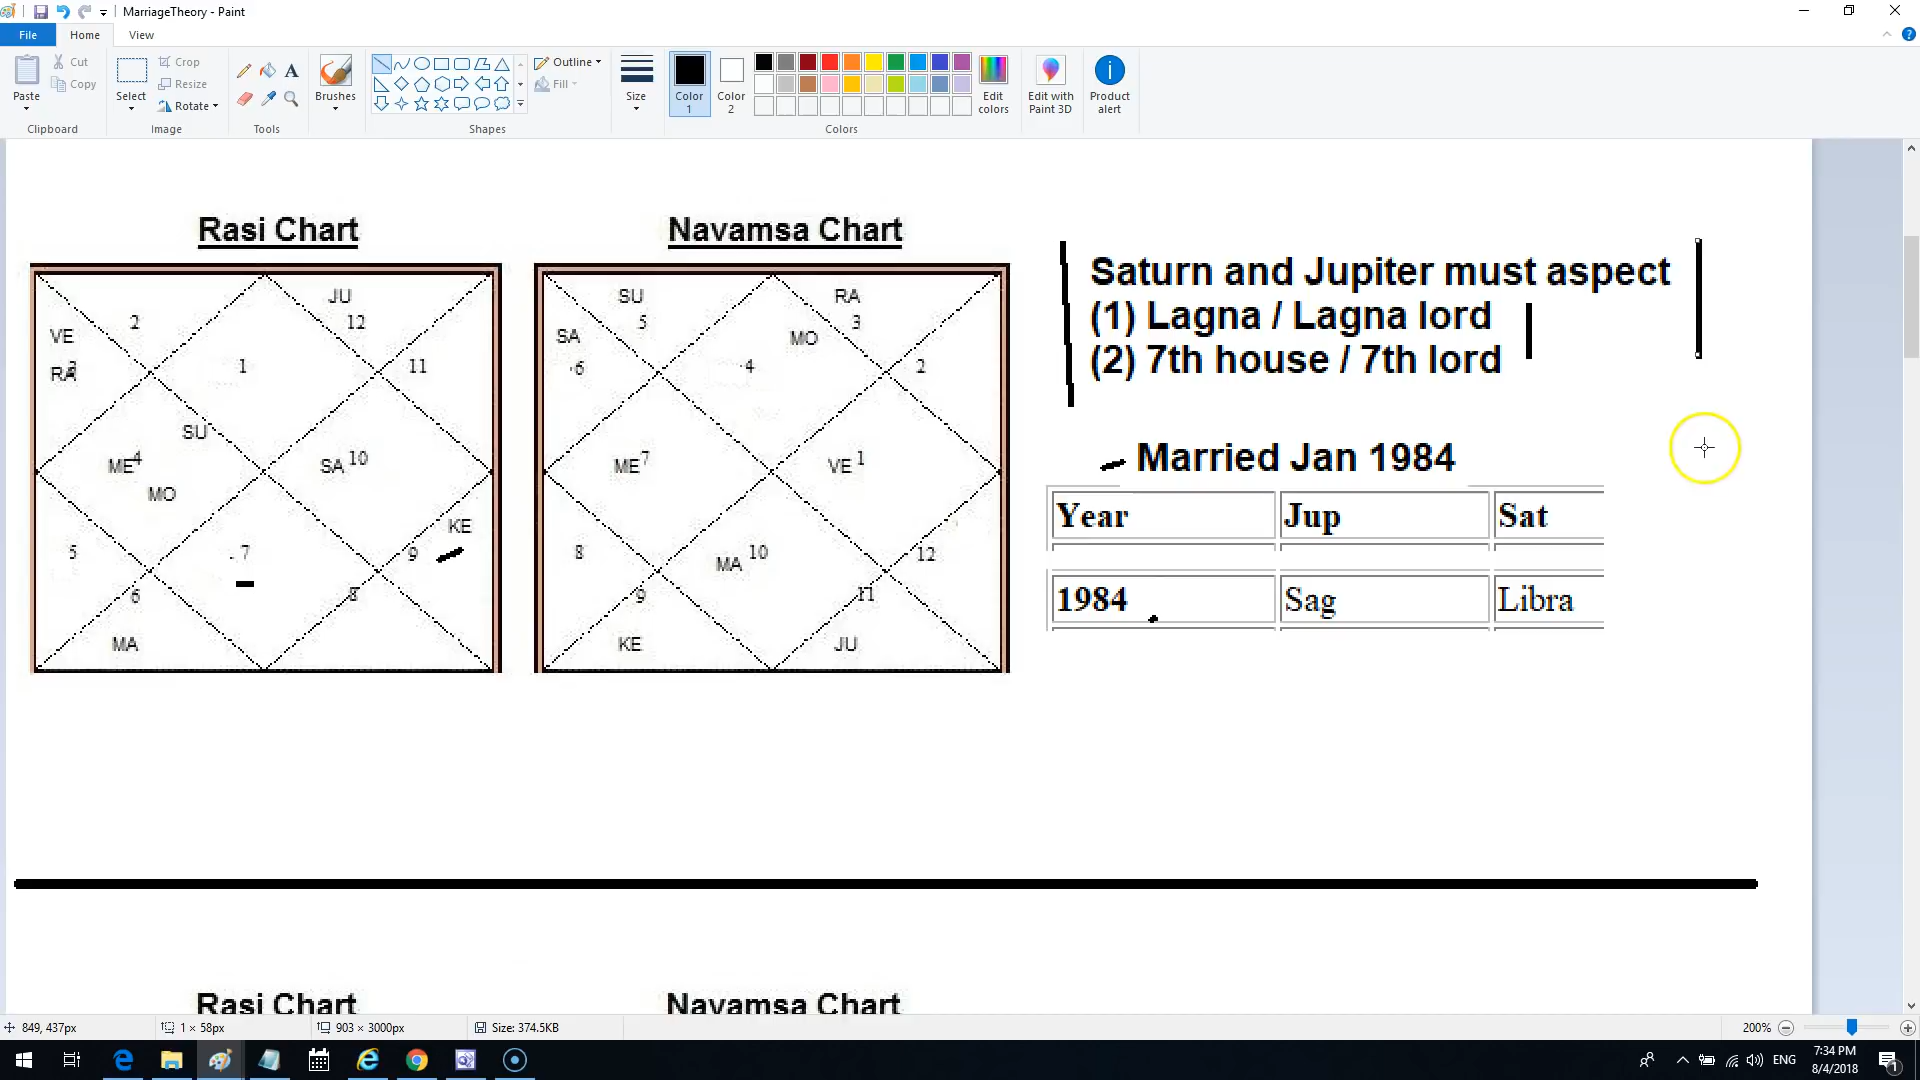 MarriageTheory - Paint
File
Home
View
Paste
Cut
Copy
Clipboard
Select
Crop
Resize
Rotate
Image
Tools
Brushes
Shapes
Outline
Fill
Size
Color 1
Color 2
Colors
Edit colors
Edit with Paint 3D
Product alert
Rasi Chart
JU
12
VE
2
RA
3
1
11
SU
ME 4
MO
SA 10
KE
5
7
9
6
8
MA
Navamsa Chart
SU
RA
5
3
SA
MO
6
4
2
ME 7
VE 1
8
MA 10
12
9
11
KE
JU
Saturn and Jupiter must aspect
(1) Lagna / Lagna lord
(2) 7th house / 7th lord
Married Jan 1984
Year Jup Sat
1984 Sag Libra
Rasi Chart
Navamsa Chart
849, 437px
1 × 58px
903 × 3000px
Size: 374.5KB
200%
ENG
7:34 PM
8/4/2018
1